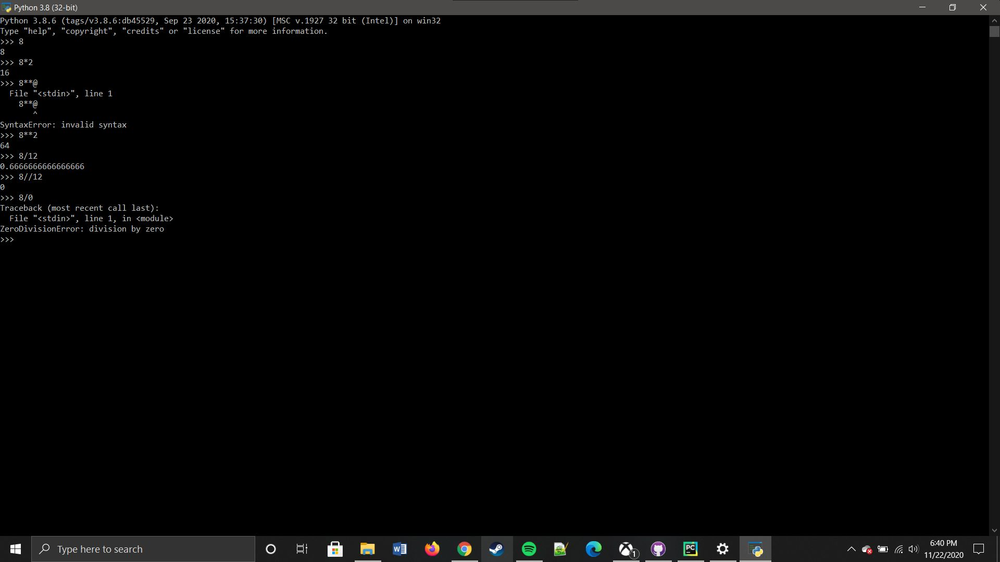 Python 3.8 (32-bit)
Python 3.8.6 (tags/v3.8.6:db45529, Sep 23 2020, 15:37:30) [MSC v.1927 32 bit (Intel)] on win32
Type "help", "copyright", "credits" or "license" for more information.
>>> 8
8
>>> 8*2
16
>>> 8**@
  File "<stdin>", line 1
    8**@
       ^
SyntaxError: invalid syntax
>>> 8**2
64
>>> 8/12
0.6666666666666666
>>> 8//12
0
>>> 8/0
Traceback (most recent call last):
  File "<stdin>", line 1, in <module>
ZeroDivisionError: division by zero
>>>
Type here to search
W
1
PC
6:40 PM
11/22/2020